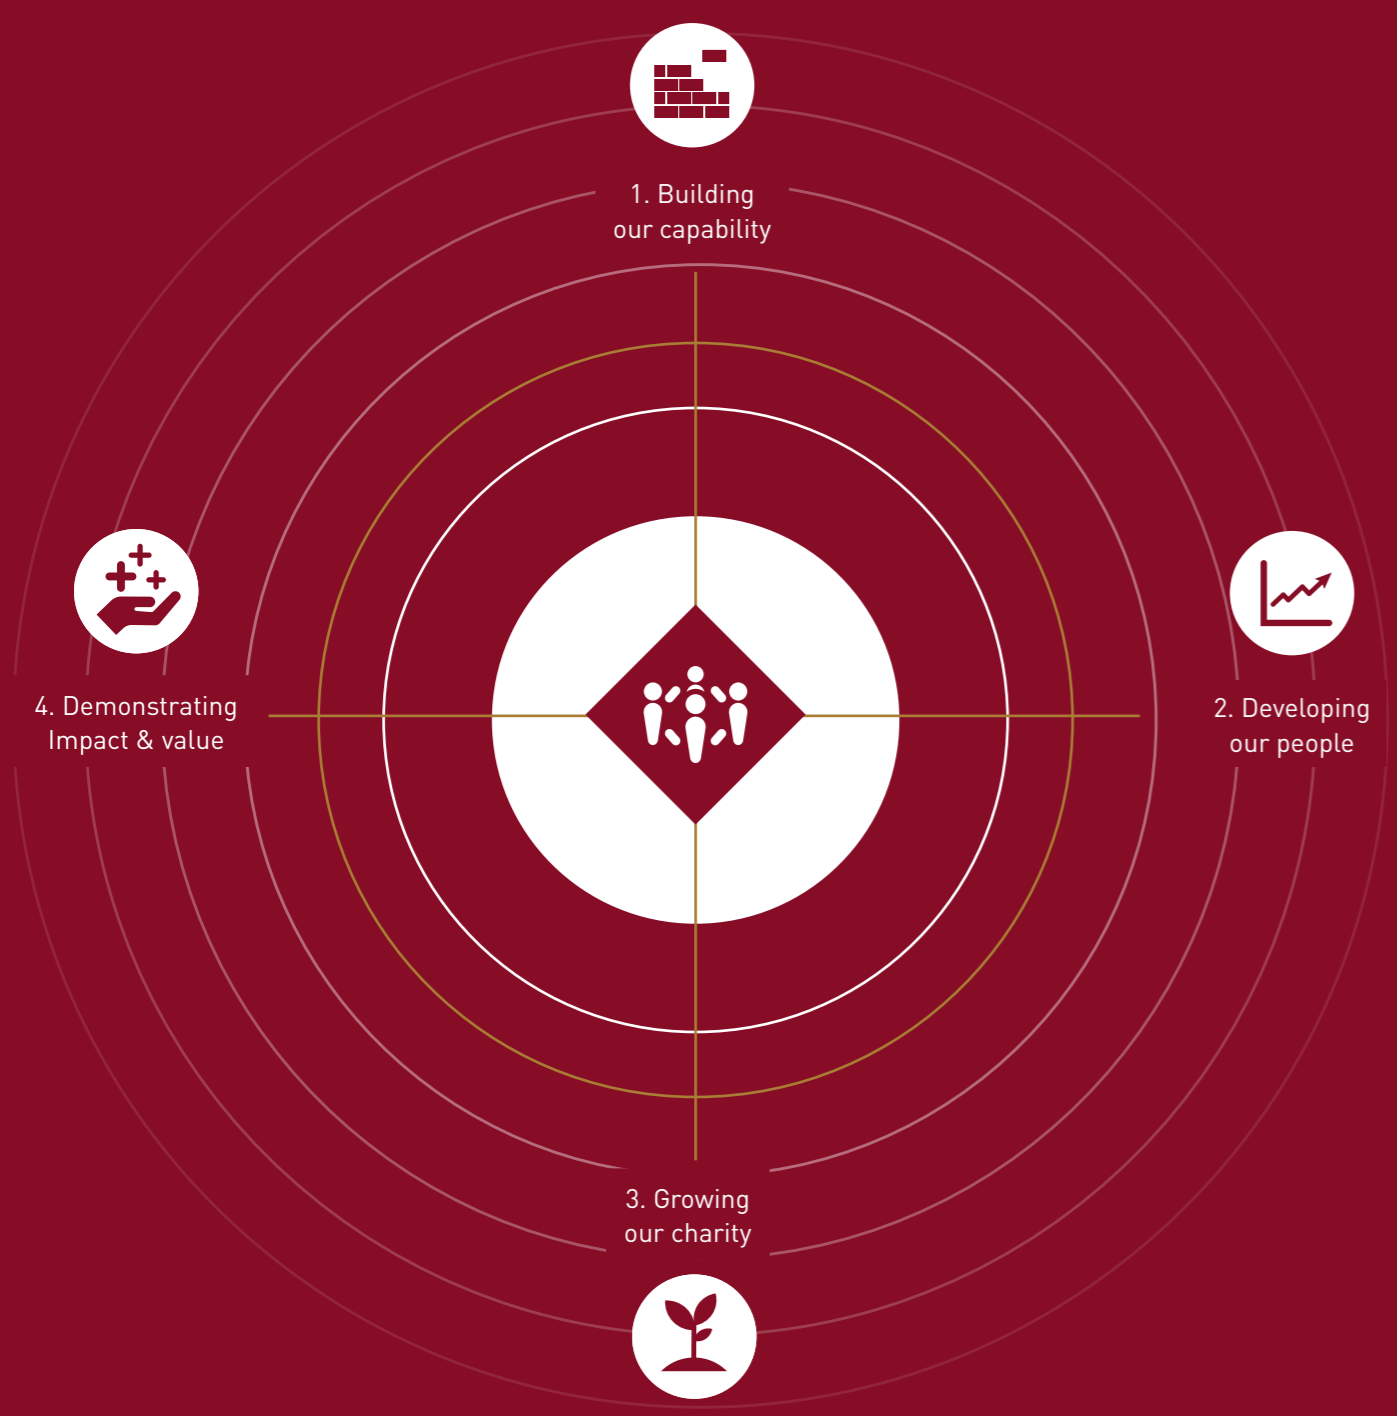 1. Building
our capability
2. Developing
our people
3. Growing
our charity
4. Demonstrating
Impact & value